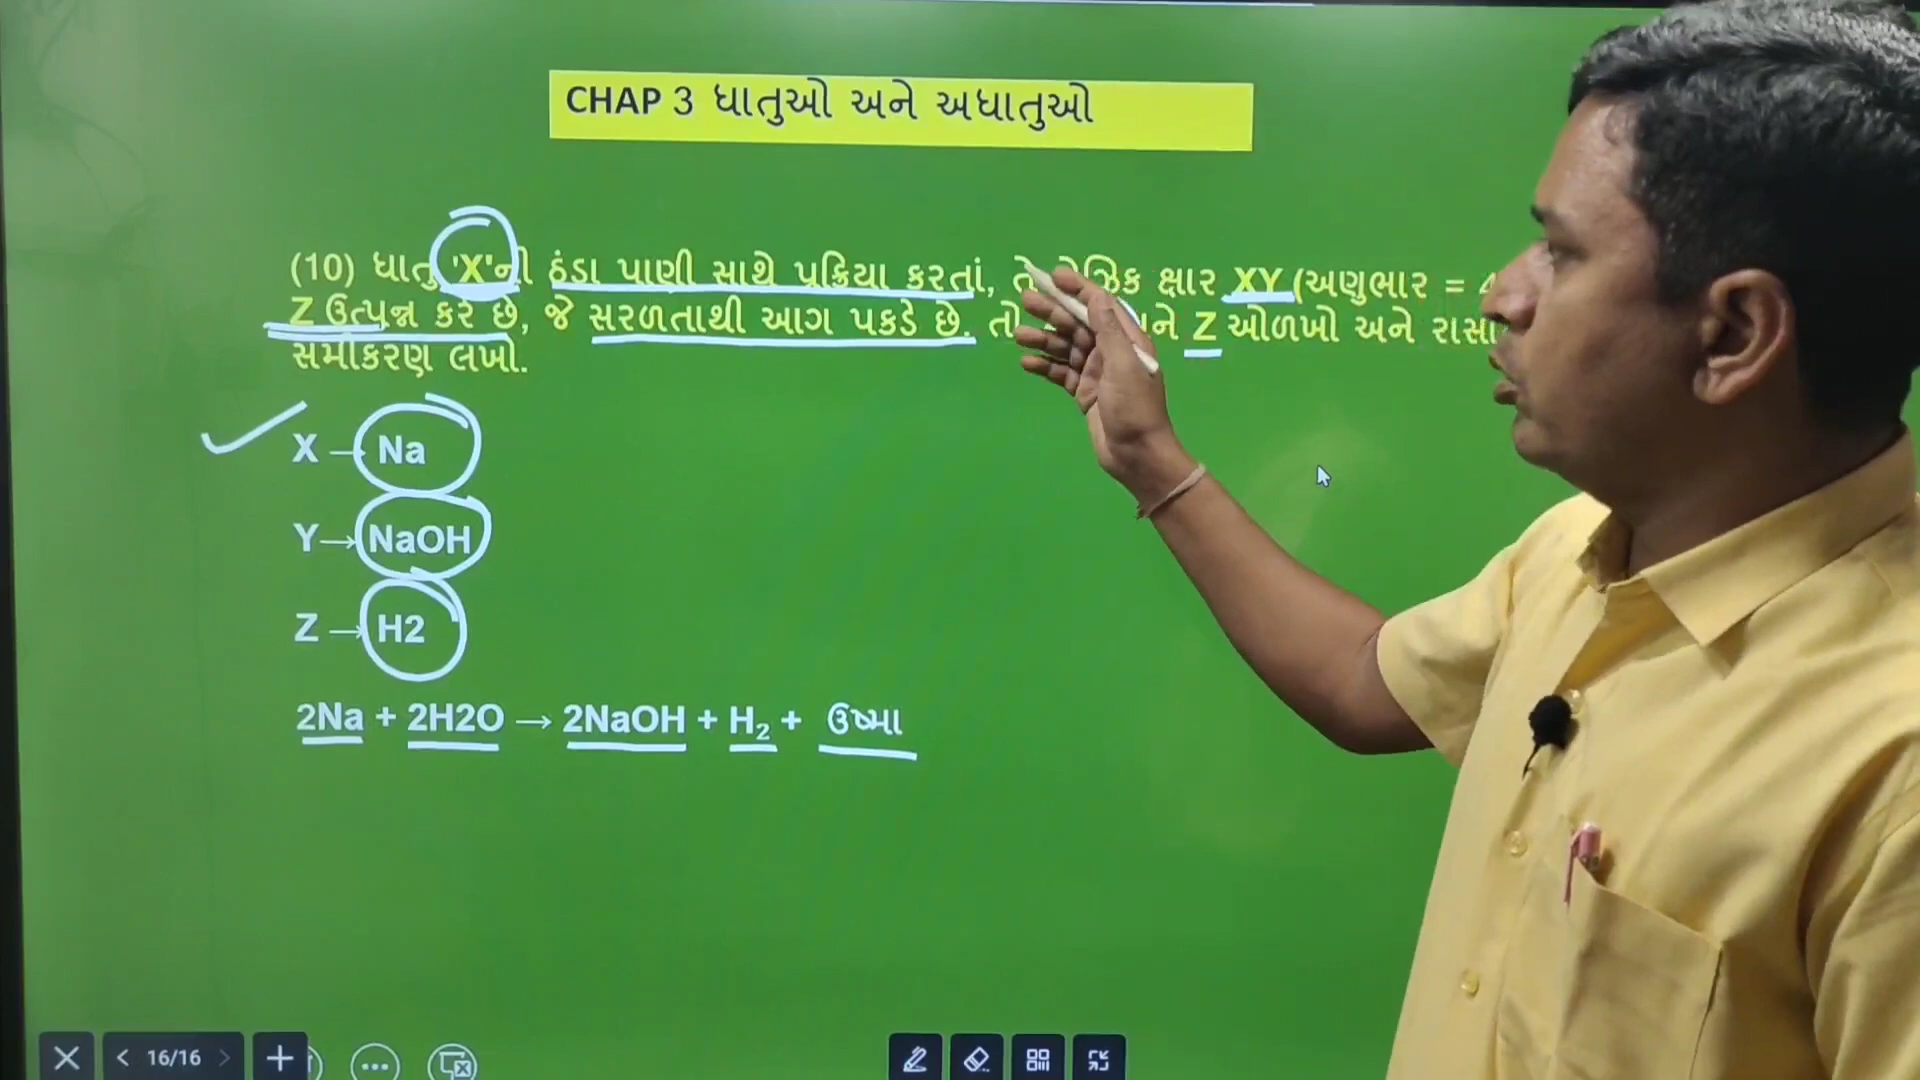 CHAP 3 ધાતુઓ અને અધાતુઓ
(10) ધાતુ 'X'ની ઠંડા પાણી સાથે પ્રક્રિયા કરતાં, ક્ષાર XY (અણુભાર =
Z ઉત્પન્ન કરે છે, જે સરળતાથી આગ પકડે છે. તો Z ઓળખો અને
સમીકરણ લખો.
X → Na
Y→ NaOH
Z → H2
2Na + 2H2O → 2NaOH + H₂ + ઉષ્મા
16/16